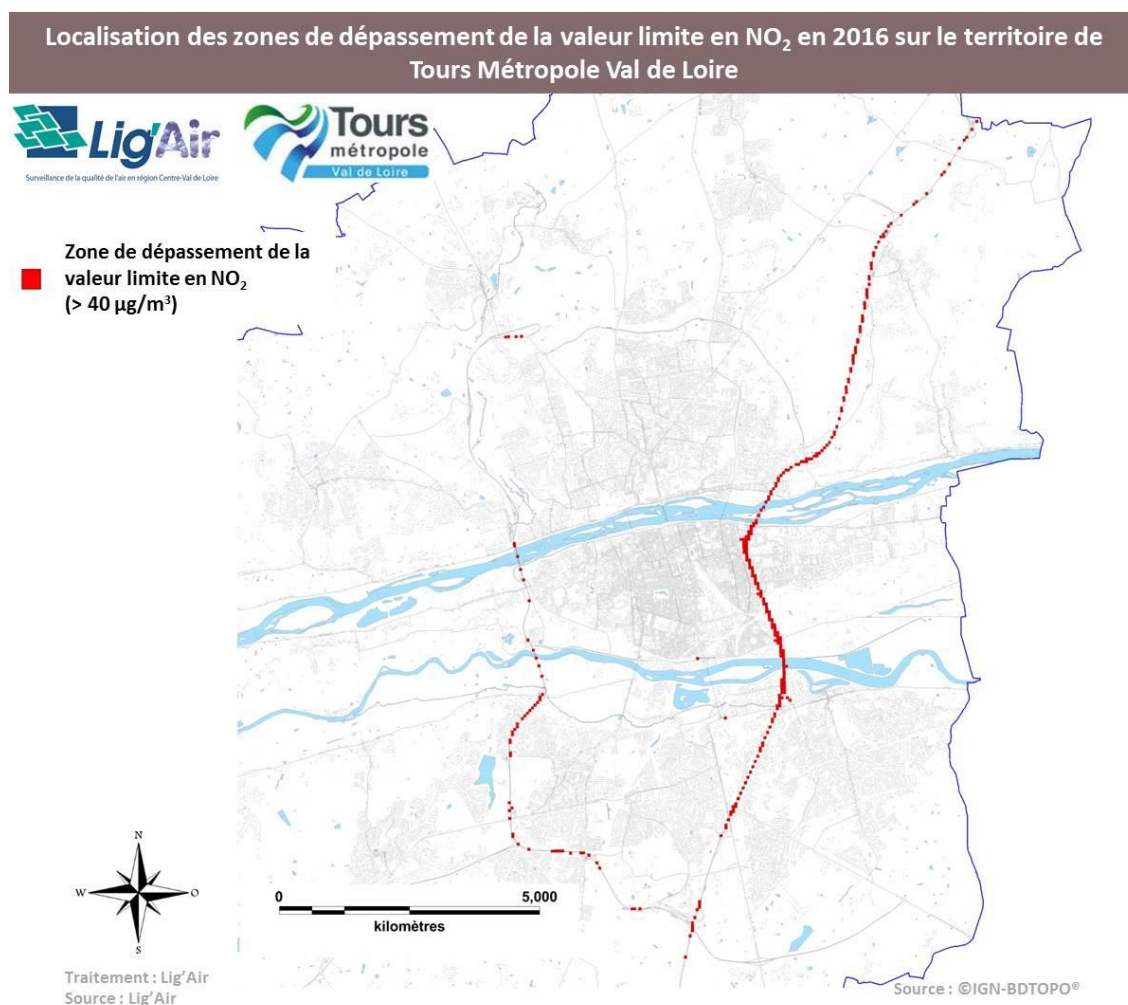 Localisation des zones de dépassement de la valeur limite en NO₂ en 2016 sur le territoire de
Tours Métropole Val de Loire
Lig'Air
Surveillance de la qualité de l'air en région Centre-Val de Loire
Tours
métropole
Val de Loire
Zone de dépassement de la
valeur limite en NO₂
(> 40 µg/m³)
N
W
O
S
0
5,000
kilomètres
Traitement : Lig'Air
Source : Lig'Air
Source : ©IGN-BDTOPO®